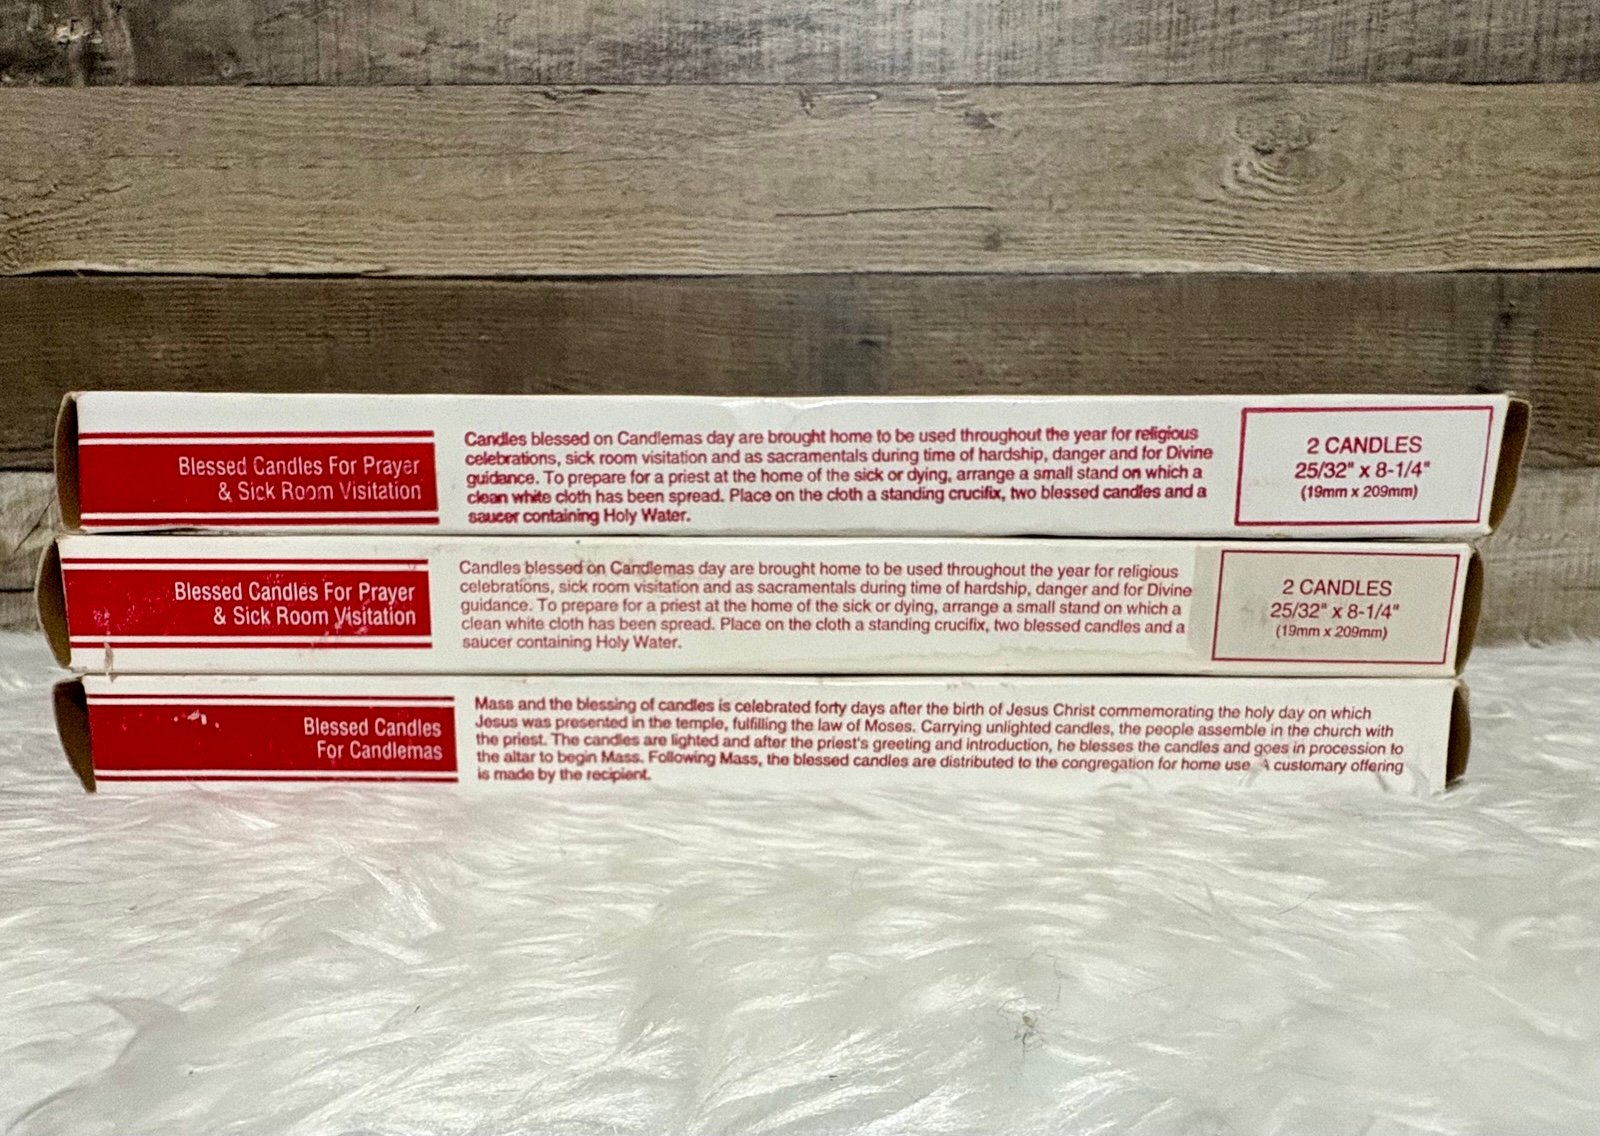 Blessed Candles For Prayer
& Sick Room Visitation
Candles blessed on Candlemas day are brought home to be used throughout the year for religious
celebrations, sick room visitation and as sacramentals during time of hardship, danger and for Divine
guidance. To prepare for a priest at the home of the sick or dying, arrange a small stand on which a
clean white cloth has been spread. Place on the cloth a standing crucifix, two blessed candles and a
saucer containing Holy Water.
2 CANDLES
25/32" x 8-1/4"
(19mm x 209mm)
Blessed Candles For Prayer
& Sick Room Visitation
Candles blessed on Candlemas day are brought home to be used throughout the year for religious
celebrations, sick room visitation and as sacramentals during time of hardship, danger and for Divine
guidance. To prepare for a priest at the home of the sick or dying, arrange a small stand on which a
clean white cloth has been spread. Place on the cloth a standing crucifix, two blessed candles and a
saucer containing Holy Water.
2 CANDLES
25/32" x 8-1/4"
(19mm x 209mm)
Blessed Candles
For Candlemas
Mass and the blessing of candles is celebrated forty days after the birth of Jesus Christ commemorating the holy day on which
Jesus was presented in the temple, fulfilling the law of Moses. Carrying unlighted candles, the people assemble in the church with
the priest. The candles are lighted and after the priest's greeting and introduction, he blesses the candles and goes in procession to
the altar to begin Mass. Following Mass, the blessed candles are distributed to the congregation for home use A customary offering
is made by the recipient.